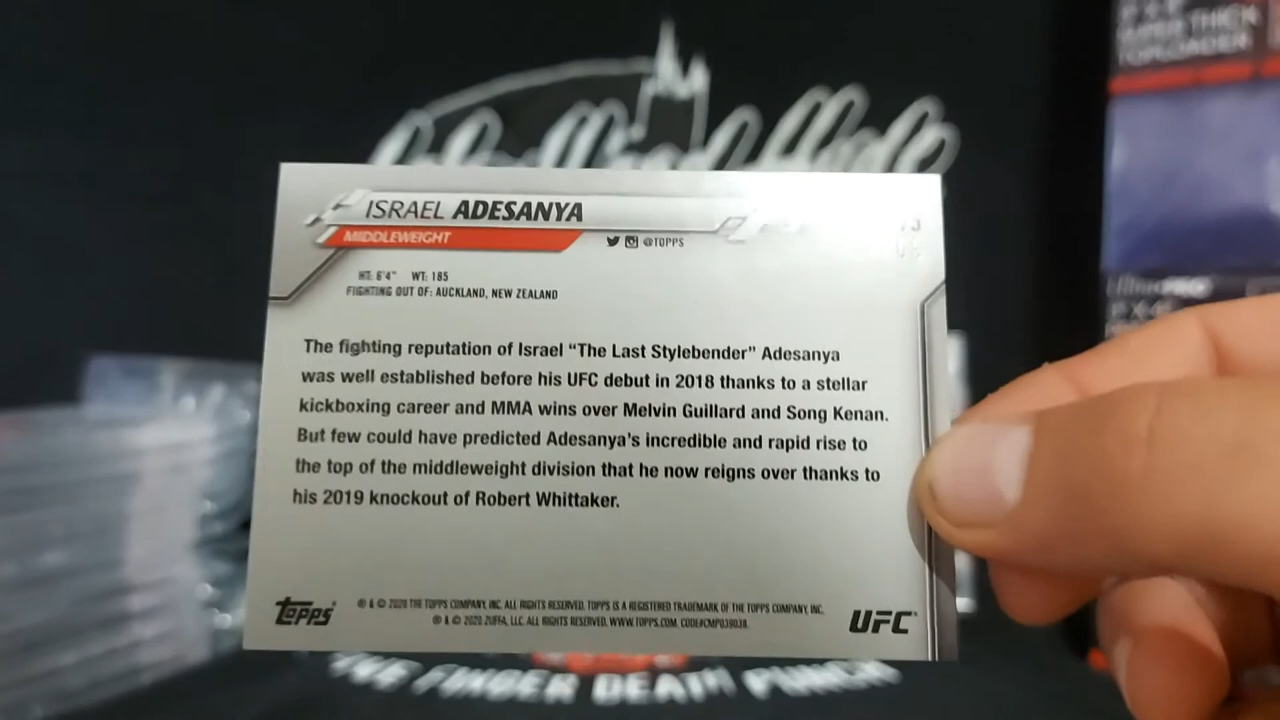 SUPER THICK
TOPLOADER
ISRAEL ADESANYA
MIDDLEWEIGHT
@TOPPS
HT: 6'4" WT: 185
FIGHTING OUT OF: AUCKLAND, NEW ZEALAND
The fighting reputation of Israel “The Last Stylebender” Adesanya
was well established before his UFC debut in 2018 thanks to a stellar
kickboxing career and MMA wins over Melvin Guillard and Song Kenan.
But few could have predicted Adesanya's incredible and rapid rise to
the top of the middleweight division that he now reigns over thanks to
his 2019 knockout of Robert Whittaker.
TOPPS
® & © 2020 THE TOPPS COMPANY, INC. ALL RIGHTS RESERVED. TOPPS IS A REGISTERED TRADEMARK OF THE TOPPS COMPANY, INC.
® & © 2020 ZUFFA, LLC. ALL RIGHTS RESERVED. WWW.TOPPS.COM. CODE#CMP039038.
UFC
FINGER DEATH PUNCH